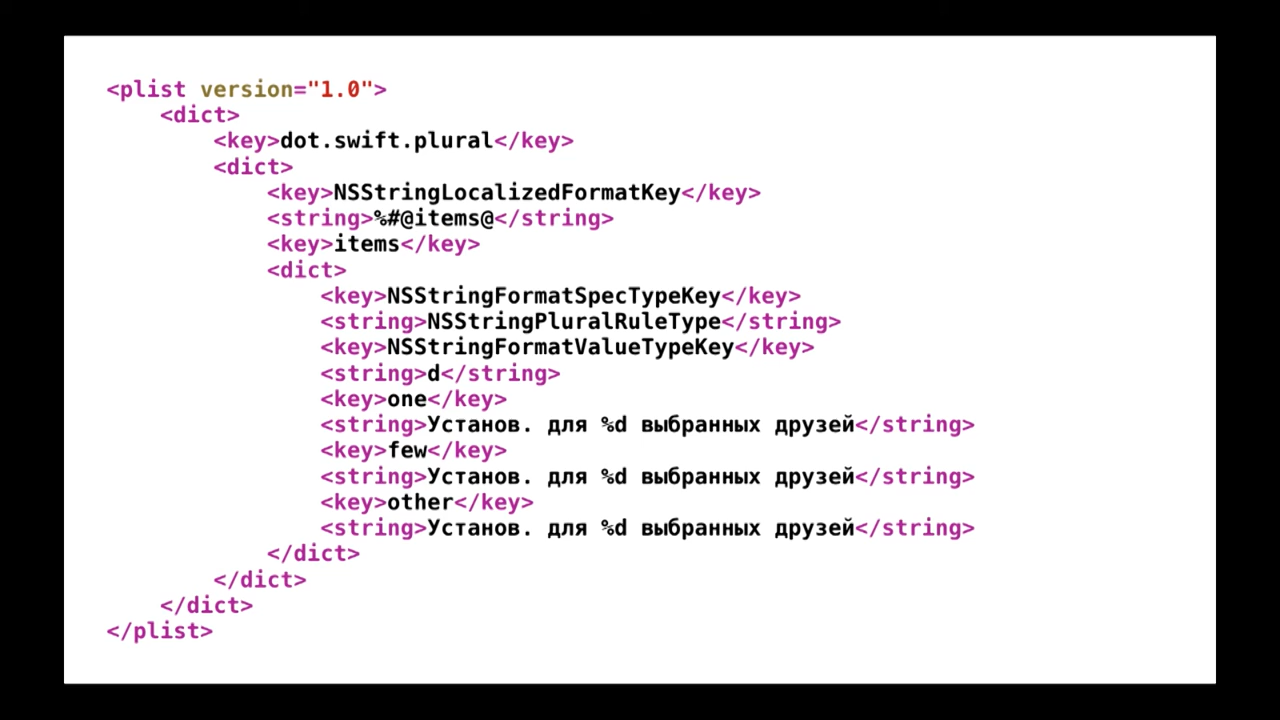 <plist version="1.0">
    <dict>
        <key>dot.swift.plural</key>
        <dict>
            <key>NSStringLocalizedFormatKey</key>
            <string>%#@items@</string>
            <key>items</key>
            <dict>
                <key>NSStringFormatSpecTypeKey</key>
                <string>NSStringPluralRuleType</string>
                <key>NSStringFormatValueTypeKey</key>
                <string>d</string>
                <key>one</key>
                <string>Установ. для %d выбранных друзей</string>
                <key>few</key>
                <string>Установ. для %d выбранных друзей</string>
                <key>other</key>
                <string>Установ. для %d выбранных друзей</string>
            </dict>
        </dict>
    </dict>
</plist>